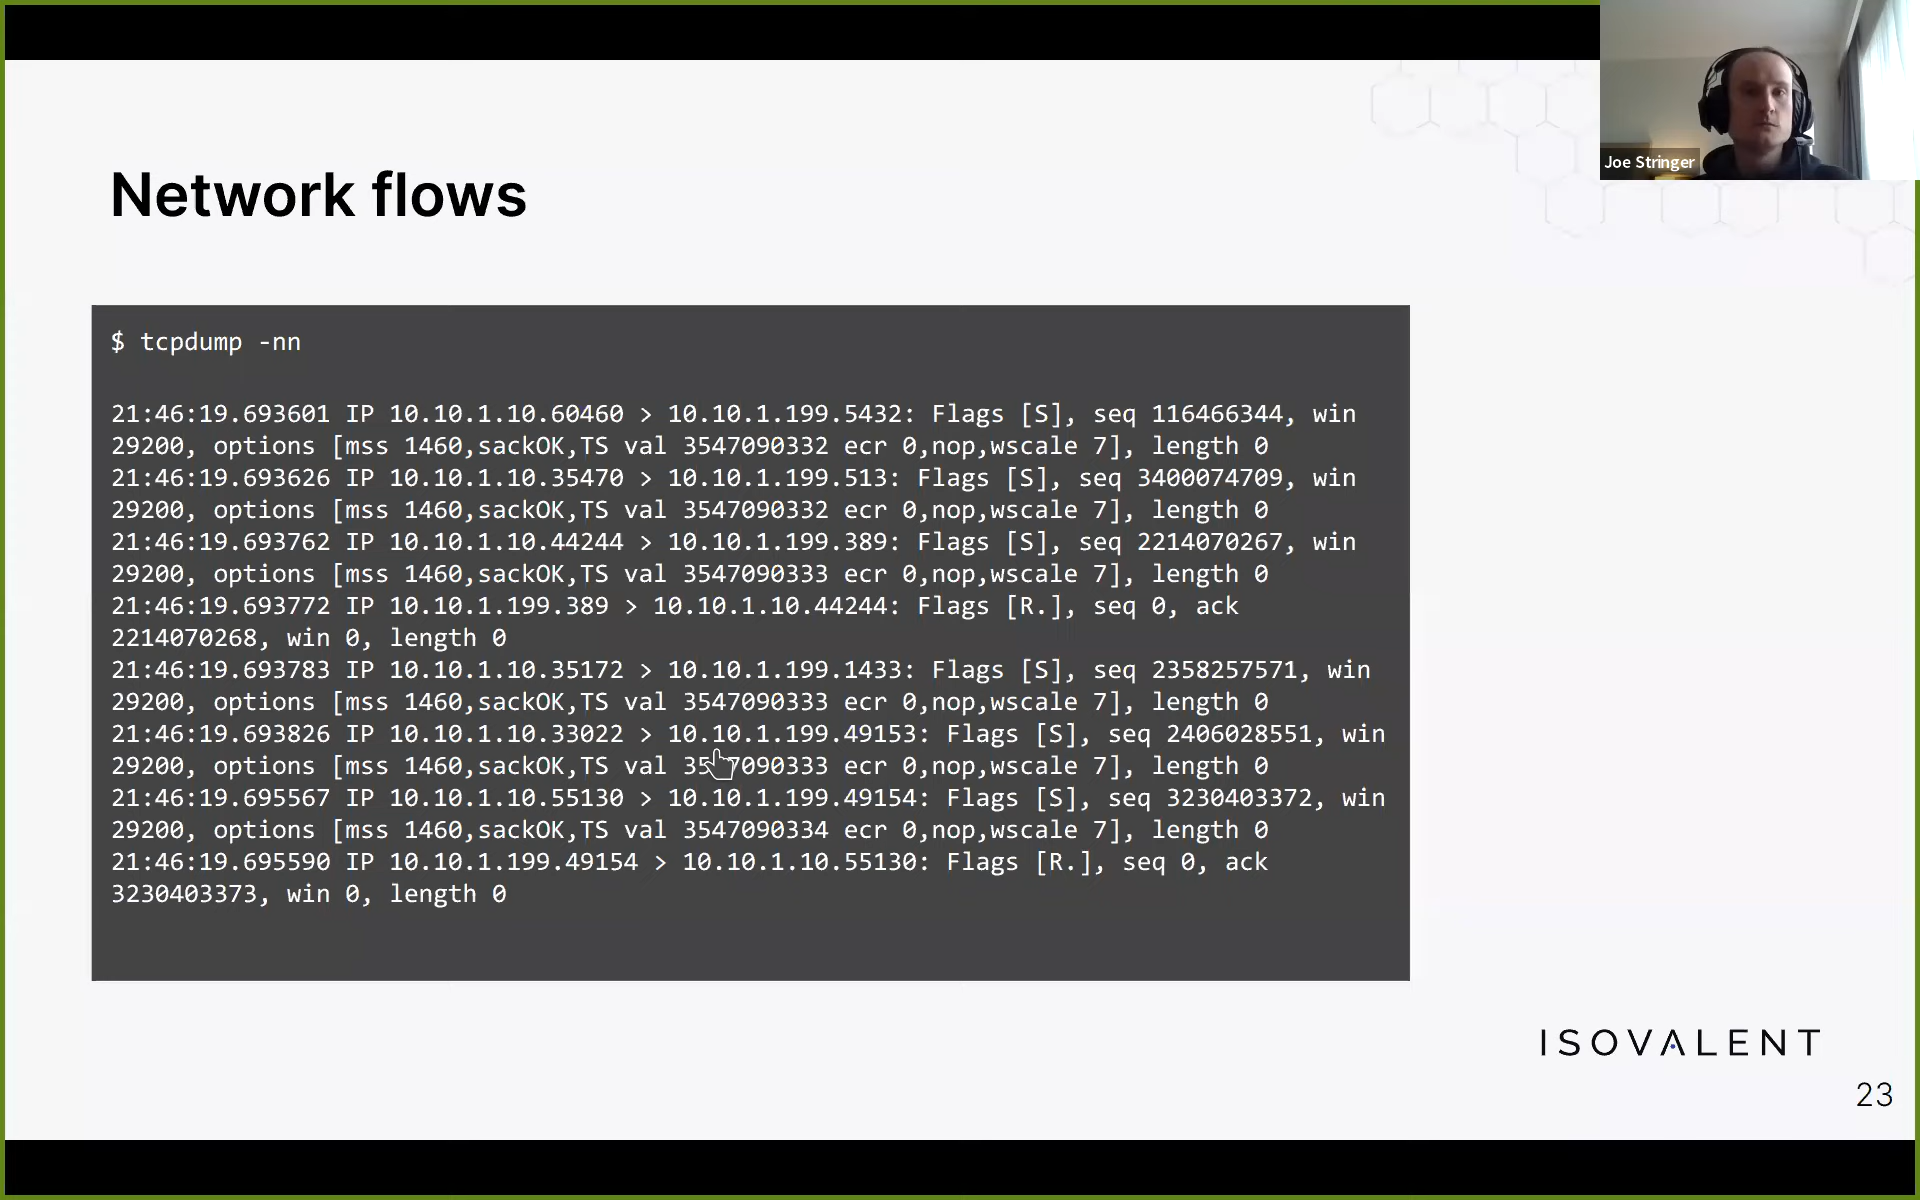 Joe Stringer
Network flows
$ tcpdump -nn
21:46:19.693601 IP 10.10.1.10.60460 > 10.10.1.199.5432: Flags [S], seq 116466344, win
29200, options [mss 1460,sackOK,TS val 3547090332 ecr 0,nop,wscale 7], length 0
21:46:19.693626 IP 10.10.1.10.35470 > 10.10.1.199.513: Flags [S], seq 3400074709, win
29200, options [mss 1460,sackOK,TS val 3547090332 ecr 0,nop,wscale 7], length 0
21:46:19.693762 IP 10.10.1.10.44244 > 10.10.1.199.389: Flags [S], seq 2214070267, win
29200, options [mss 1460,sackOK,TS val 3547090333 ecr 0,nop,wscale 7], length 0
21:46:19.693772 IP 10.10.1.199.389 > 10.10.1.10.44244: Flags [R.], seq 0, ack
2214070268, win 0, length 0
21:46:19.693783 IP 10.10.1.10.35172 > 10.10.1.199.1433: Flags [S], seq 2358257571, win
29200, options [mss 1460,sackOK,TS val 3547090333 ecr 0,nop,wscale 7], length 0
21:46:19.693826 IP 10.10.1.10.33022 > 10.10.1.199.49153: Flags [S], seq 2406028551, win
29200, options [mss 1460,sackOK,TS val 3547090333 ecr 0,nop,wscale 7], length 0
21:46:19.695567 IP 10.10.1.10.55130 > 10.10.1.199.49154: Flags [S], seq 3230403372, win
29200, options [mss 1460,sackOK,TS val 3547090334 ecr 0,nop,wscale 7], length 0
21:46:19.695590 IP 10.10.1.199.49154 > 10.10.1.10.55130: Flags [R.], seq 0, ack
3230403373, win 0, length 0
ISOVALENT
23